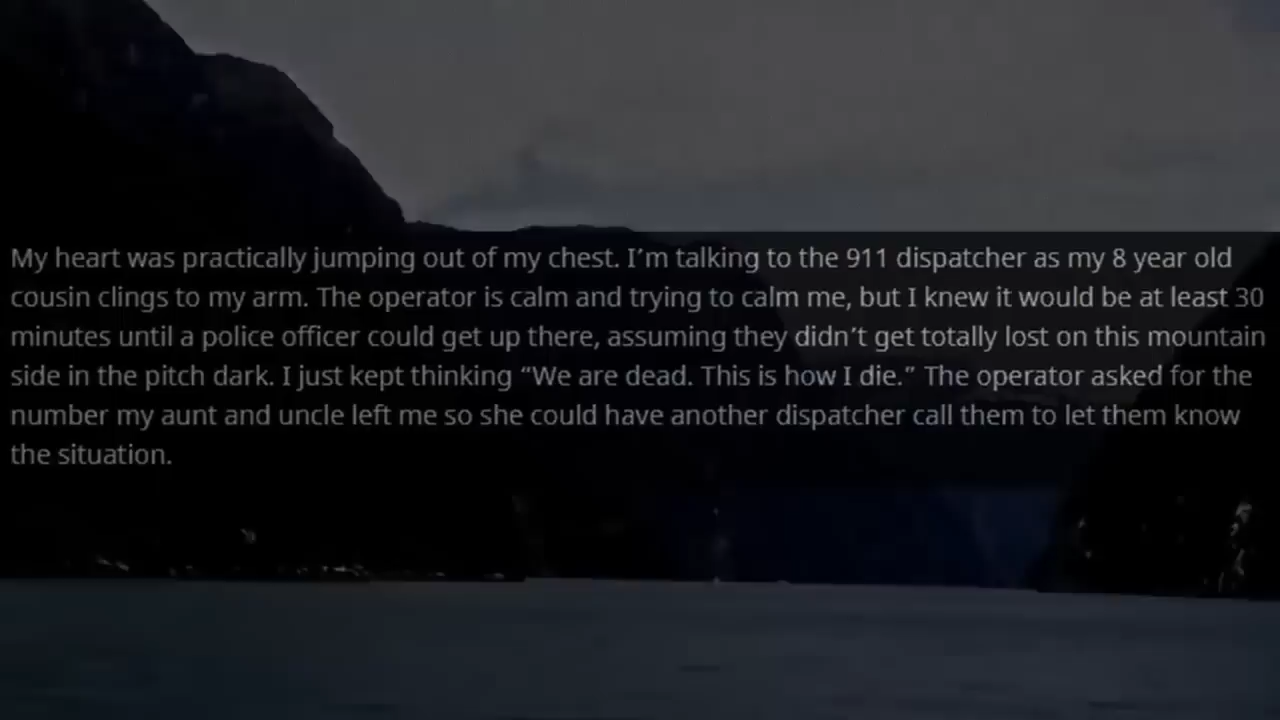 My heart was practically jumping out of my chest. I’m talking to the 911 dispatcher as my 8 year old
cousin clings to my arm. The operator is calm and trying to calm me, but I knew it would be at least 30
minutes until a police officer could get up there, assuming they didn’t get totally lost on this mountain
side in the pitch dark. I just kept thinking “We are dead. This is how I die.” The operator asked for the
number my aunt and uncle left me so she could have another dispatcher call them to let them know
the situation.